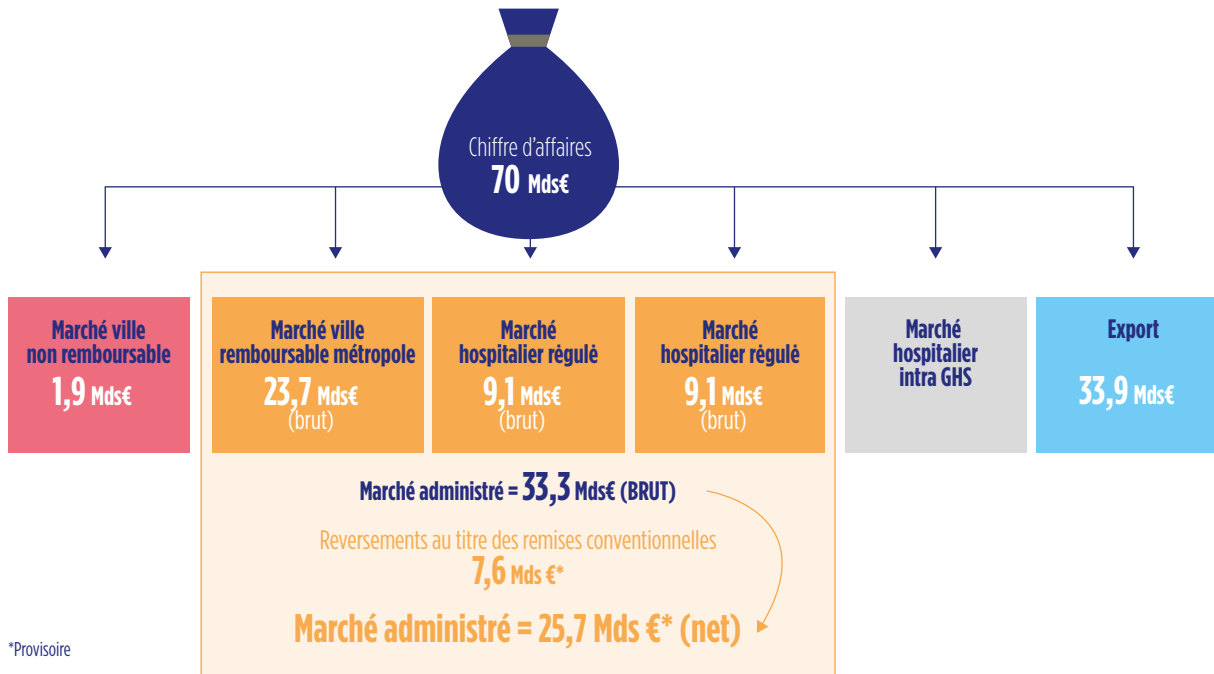 Chiffre d'affaires
70 Mds€
Marché ville
non remboursable
1,9 Mds€
Marché ville
remboursable métropole
23,7 Mds€
(brut)
Marché
hospitalier régulé
9,1 Mds€
(brut)
Marché
hospitalier régulé
9,1 Mds€
(brut)
Marché
hospitalier
intra GHS
Export
33,9 Mds€
Marché administré = 33,3 Mds€ (BRUT)
Reversements au titre des remises conventionnelles
7,6 Mds €*
Marché administré = 25,7 Mds €* (net)
*Provisoire